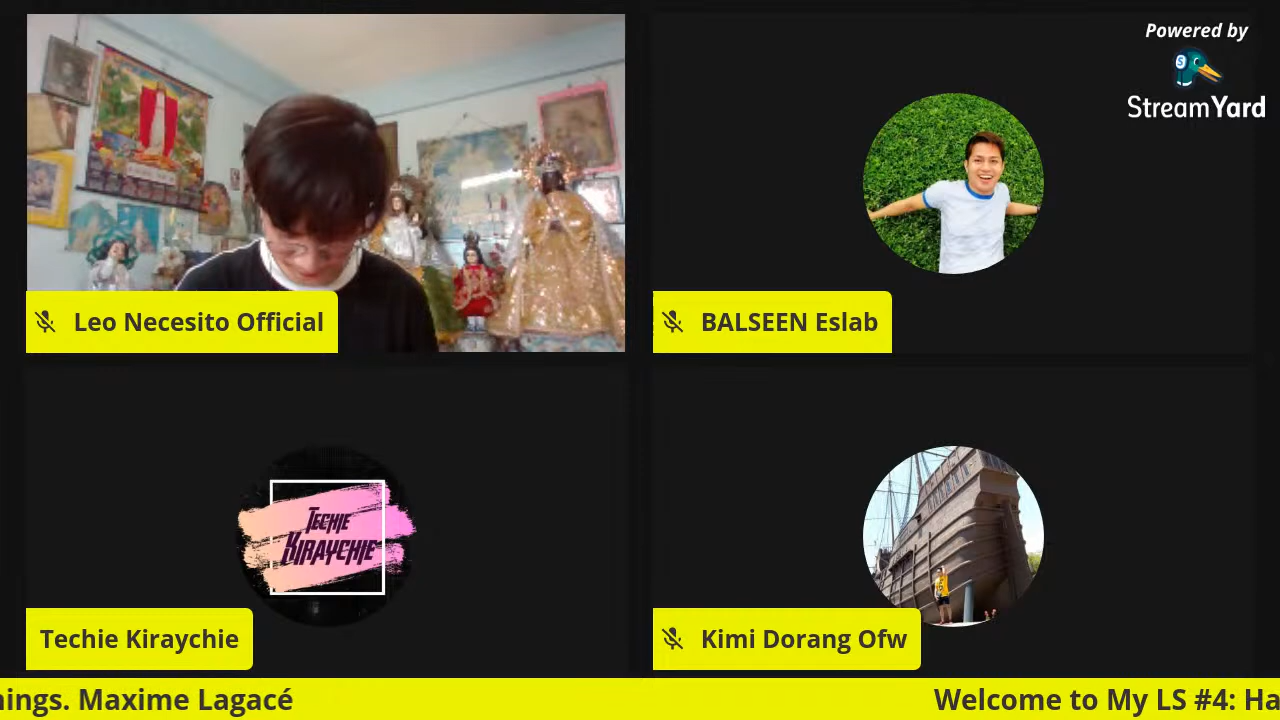 Powered by
StreamYard
Leo Necesito Official
BALSEEN Eslab
TECHIE
KIRAYCHIE
Techie Kiraychie
Kimi Dorang Ofw
nings. Maxime Lagacé
Welcome to My LS #4: Ha